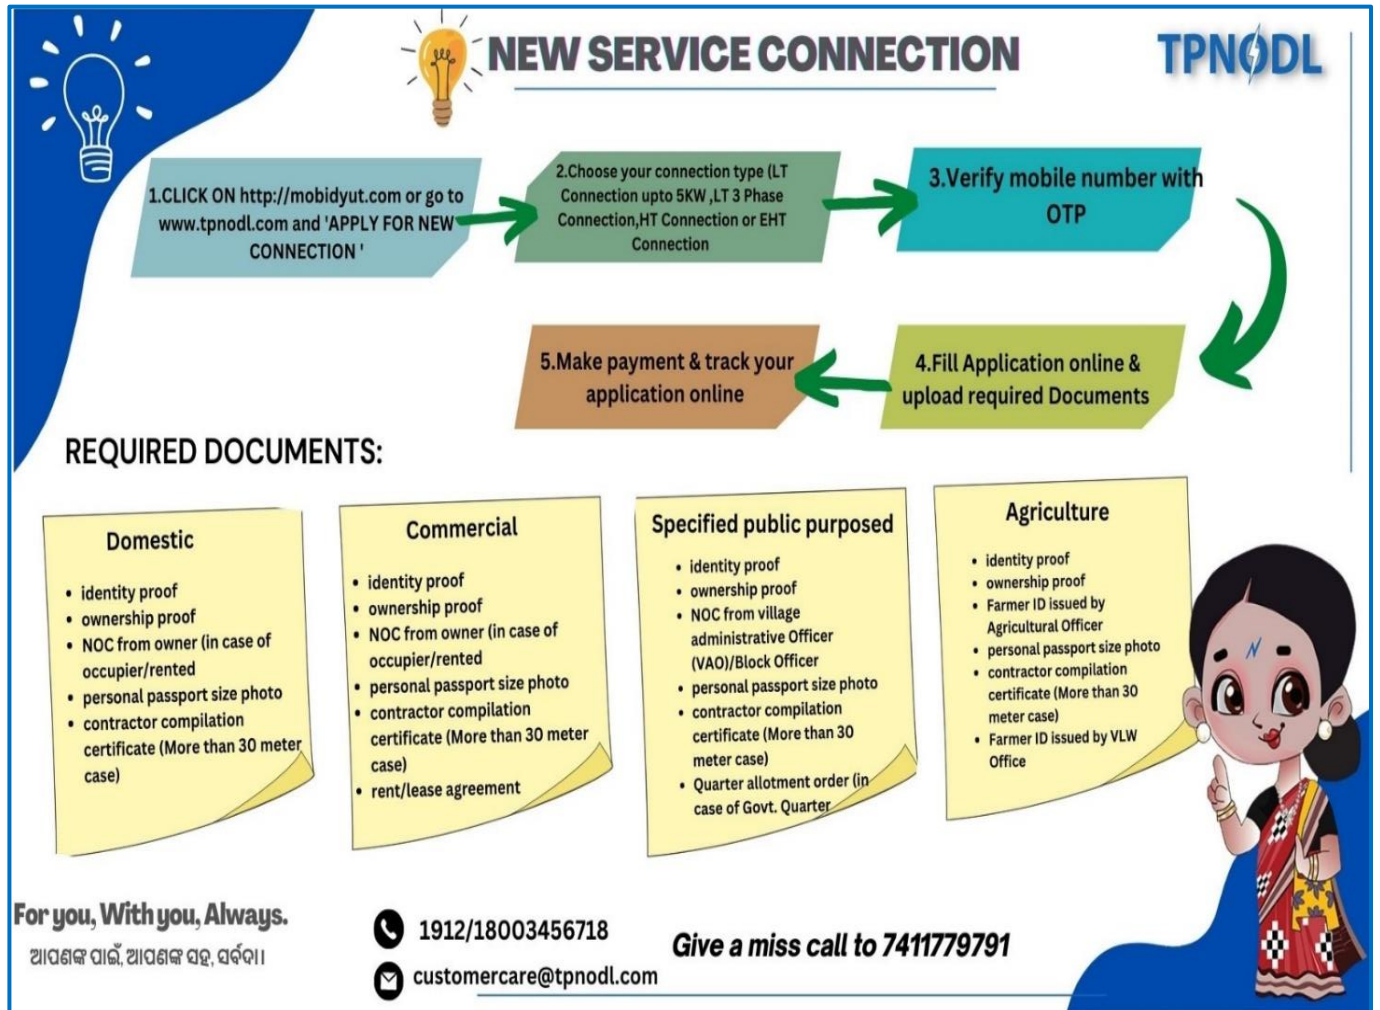 NEW SERVICE CONNECTION
TPNODL
1.CLICK ON http://mobidyut.com or go to
www.tpnodl.com and 'APPLY FOR NEW
CONNECTION '
2.Choose your connection type (LT
Connection upto 5KW ,LT 3 Phase
Connection,HT Connection or EHT
Connection
3.Verify mobile number with
OTP
4.Fill Application online &
upload required Documents
5.Make payment & track your
application online
REQUIRED DOCUMENTS:
Domestic
• identity proof
• ownership proof
• NOC from owner (in case of
occupier/rented
• personal passport size photo
• contractor compilation
certificate (More than 30 meter
case)
Commercial
• identity proof
• ownership proof
• NOC from owner (in case of
occupier/rented
• personal passport size photo
• contractor compilation
certificate (More than 30 meter
case)
• rent/lease agreement
Specified public purposed
• identity proof
• ownership proof
• NOC from village
administrative Officer
(VAO)/Block Officer
• personal passport size photo
• contractor compilation
certificate (More than 30
meter case)
• Quarter allotment order (in
case of Govt. Quarter
Agriculture
• identity proof
• ownership proof
• Farmer ID issued by
Agricultural Officer
• personal passport size photo
• contractor compilation
certificate (More than 30
meter case)
• Farmer ID issued by VLW
Office
For you, With you, Always.
ଆପଣଙ୍କ ପାଇଁ, ଆପଣଙ୍କ ସହ, ସର୍ବଦା।
1912/18003456718
customercare@tpnodl.com
Give a miss call to 7411779791